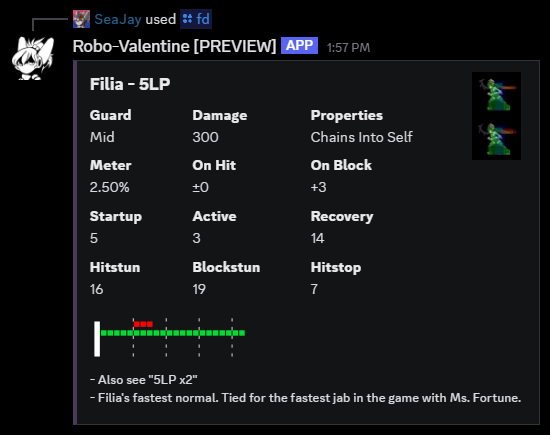 SeaJay used fd
Robo-Valentine [PREVIEW] APP 1:57 PM
Filia - 5LP
Guard Damage Properties
Mid 300 Chains Into Self
Meter On Hit On Block
2.50% ±0 +3
Startup Active Recovery
5 3 14
Hitstun Blockstun Hitstop
16 19 7
- Also see "5LP x2"
- Filia's fastest normal. Tied for the fastest jab in the game with Ms. Fortune.